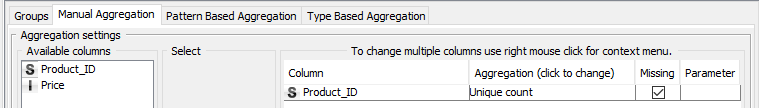 Groups Manual Aggregation Pattern Based Aggregation Type Based Aggregation
Aggregation settings
Available columns
S Product_ID
I Price
Select
To change multiple columns use right mouse click for context menu.
Column Aggregation (click to change) Missing Parameter
S Product_ID Unique count